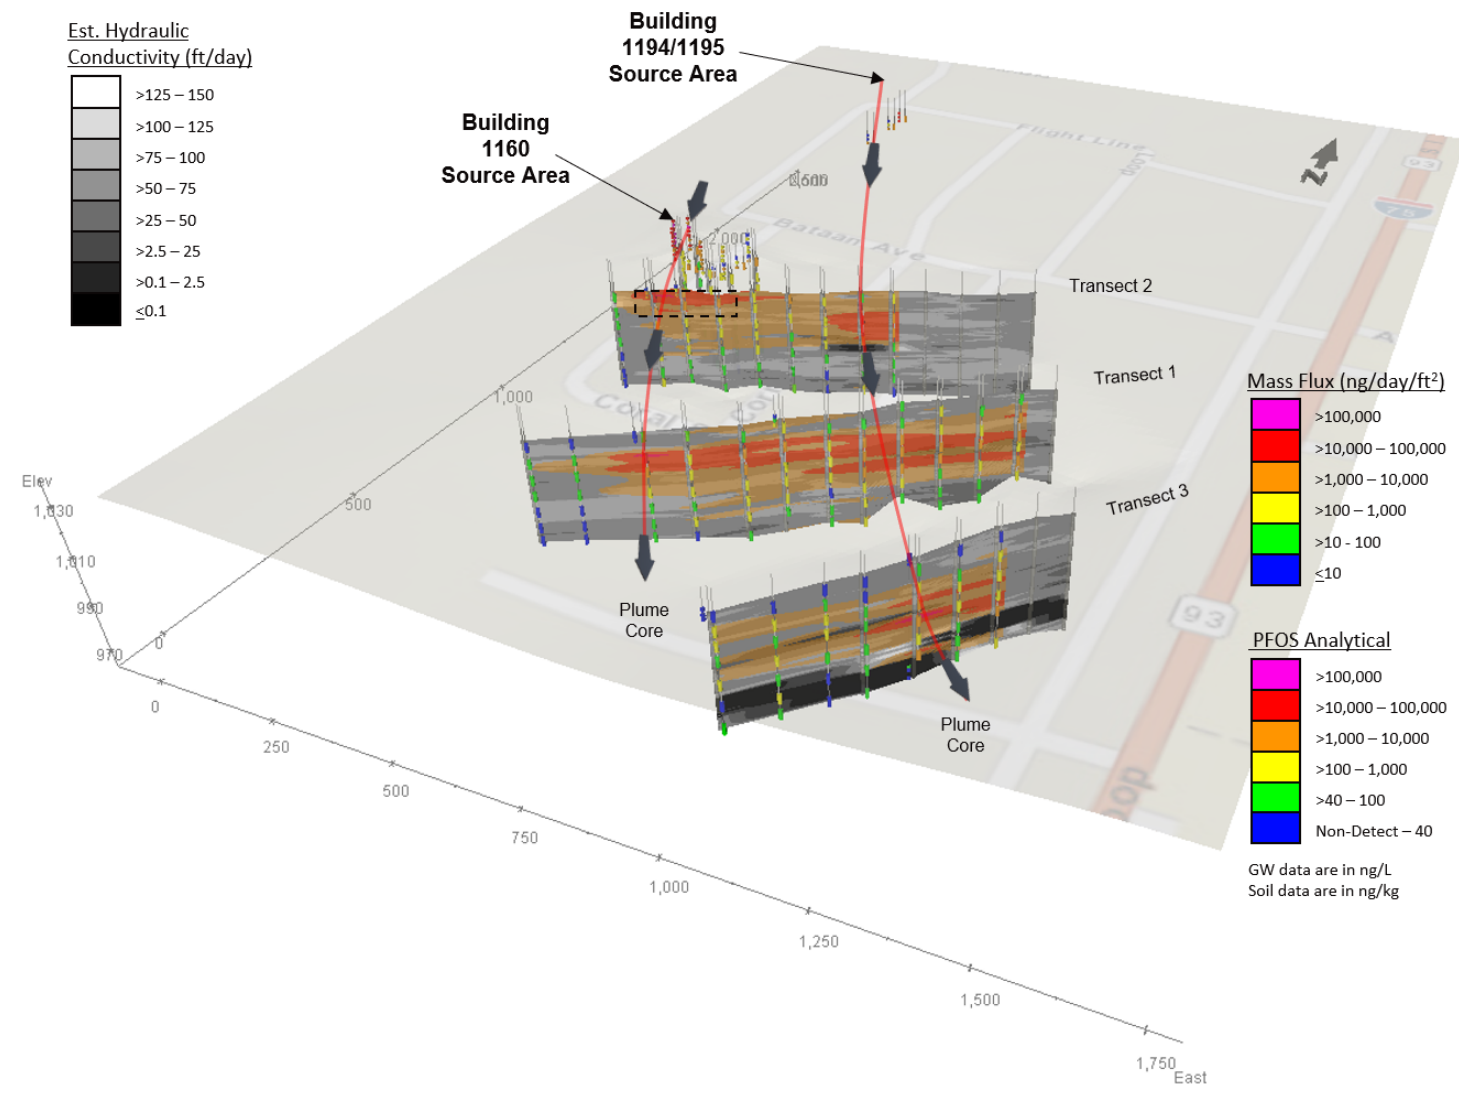 Est. Hydraulic
Conductivity (ft/day)
>125 – 150
>100 – 125
>75 – 100
>50 – 75
>25 – 50
>2.5 – 25
>0.1 – 2.5
≤0.1
Building
1194/1195
Source Area
Building
1160
Source Area
Flight Line
Loop
93
75
N
2,000
Bataan Ave
Transect 2
A
Transect 1
1,000
Coral
Transect 3
500
Elev
1,030
1,010
990
970
0
Plume
Core
93
Plume
Core
oop
0
250
500
750
1,000
1,250
1,500
1,750
East
Mass Flux (ng/day/ft²)
>100,000
>10,000 – 100,000
>1,000 – 10,000
>100 – 1,000
>10 - 100
≤10
PFOS Analytical
>100,000
>10,000 – 100,000
>1,000 – 10,000
>100 – 1,000
>40 – 100
Non-Detect – 40
GW data are in ng/L
Soil data are in ng/kg